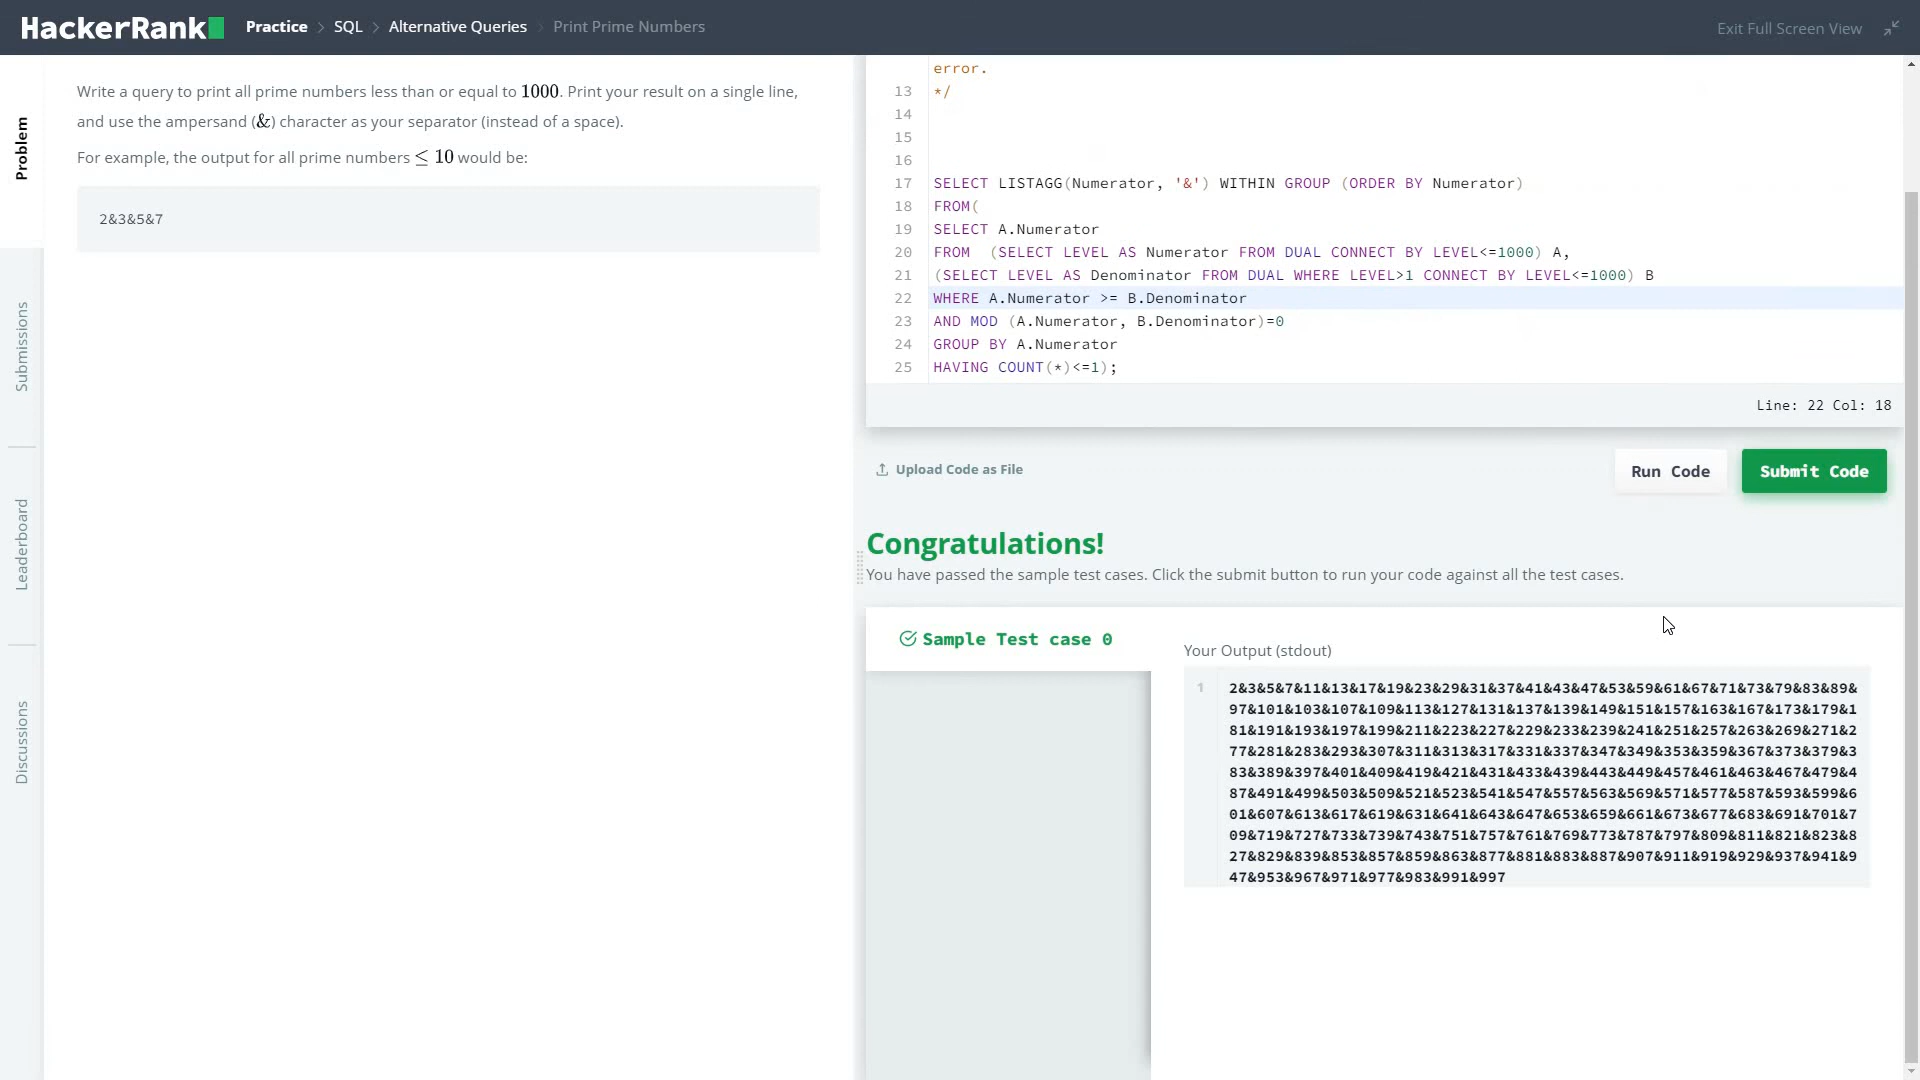 HackerRank
Practice > SQL > Alternative Queries > Print Prime Numbers
Exit Full Screen View
Problem
Submissions
Leaderboard
Discussions
Write a query to print all prime numbers less than or equal to 1000. Print your result on a single line,
and use the ampersand (&) character as your separator (instead of a space).
For example, the output for all prime numbers ≤ 10 would be:
2&3&5&7
error.
13 */
14
15
16
17 SELECT LISTAGG(Numerator, '&') WITHIN GROUP (ORDER BY Numerator)
18 FROM(
19 SELECT A.Numerator
20 FROM  (SELECT LEVEL AS Numerator FROM DUAL CONNECT BY LEVEL<=1000) A,
21 (SELECT LEVEL AS Denominator FROM DUAL WHERE LEVEL>1 CONNECT BY LEVEL<=1000) B
22 WHERE A.Numerator >= B.Denominator
23 AND MOD (A.Numerator, B.Denominator)=0
24 GROUP BY A.Numerator
25 HAVING COUNT(*)<=1);
Line: 22 Col: 18
Upload Code as File
Run Code
Submit Code
Congratulations!
You have passed the sample test cases. Click the submit button to run your code against all the test cases.
Sample Test case 0
Your Output (stdout)
1 2&3&5&7&11&13&17&19&23&29&31&37&41&43&47&53&59&61&67&71&73&79&83&89&
97&101&103&107&109&113&127&131&137&139&149&151&157&163&167&173&179&1
81&191&193&197&199&211&223&227&229&233&239&241&251&257&263&269&271&2
77&281&283&293&307&311&313&317&331&337&347&349&353&359&367&373&379&3
83&389&397&401&409&419&421&431&433&439&443&449&457&461&463&467&479&4
87&491&499&503&509&521&523&541&547&557&563&569&571&577&587&593&599&6
01&607&613&617&619&631&641&643&647&653&659&661&673&677&683&691&701&7
09&719&727&733&739&743&751&757&761&769&773&787&797&809&811&821&823&8
27&829&839&853&857&859&863&877&881&883&887&907&911&919&929&937&941&9
47&953&967&971&977&983&991&997